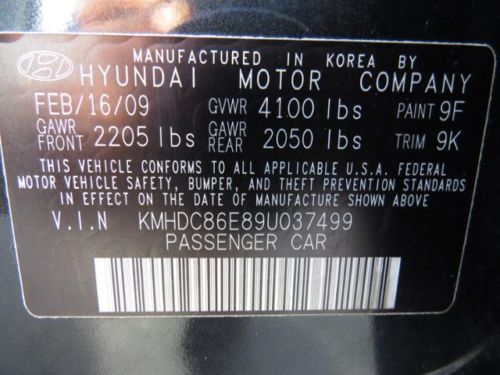 MANUFACTURED IN KOREA BY
HYUNDAI MOTOR COMPANY
FEB/16/09 GVWR 4100 lbs PAINT 9F
GAWR FRONT 2205 lbs GAWR REAR 2050 lbs TRIM 9K
THIS VEHICLE CONFORMS TO ALL APPLICABLE U.S.A. FEDERAL
MOTOR VEHICLE SAFETY, BUMPER, AND THEFT PREVENTION STANDARDS
IN EFFECT ON THE DATE OF MANUFACTURE SHOWN ABOVE.
V.I.N KMHDC86E89U037499
PASSENGER CAR